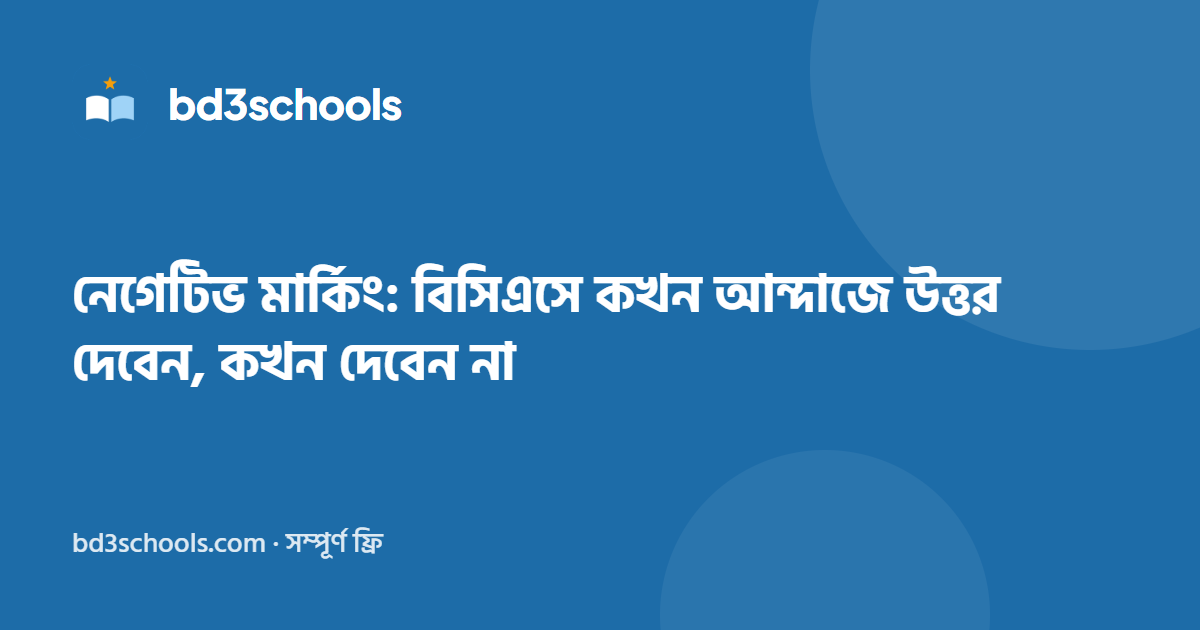 bd3schools
নেগেটিভ মার্কিং: বিসিএসে কখন আন্দাজে উত্তর
দেবেন, কখন দেবেন না
bd3schools.com · সম্পূর্ণ ফ্রি